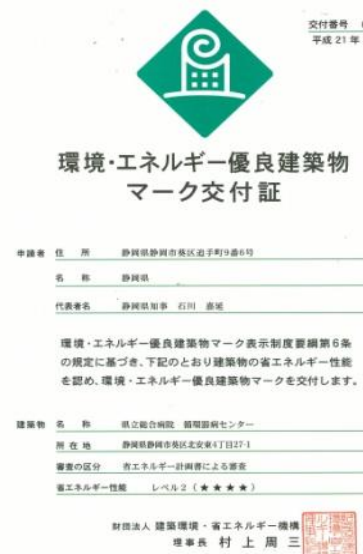 交付番号
平成 21 年
環境・エネルギー優良建築物
マーク交付証
申請者 住 所 静岡県静岡市葵区追手町9番6号
名 称 静岡県
代表者名 静岡県知事 石川 嘉延
環境・エネルギー優良建築物マーク表示制度要綱第6条
の規定に基づき、下記のとおり建築物の省エネルギー性能
を認め、環境・エネルギー優良建築物マークを交付します。
建築物 名 称 県立総合病院 循環器病センター
所 在 地 静岡県静岡市葵区北安東4丁目27-1
審査の区分 省エネルギー計画書による審査
省エネルギー性能 レベル2(★★★★)
財団法人 建築環境・省エネルギー機構
理事長 村 上 周 三